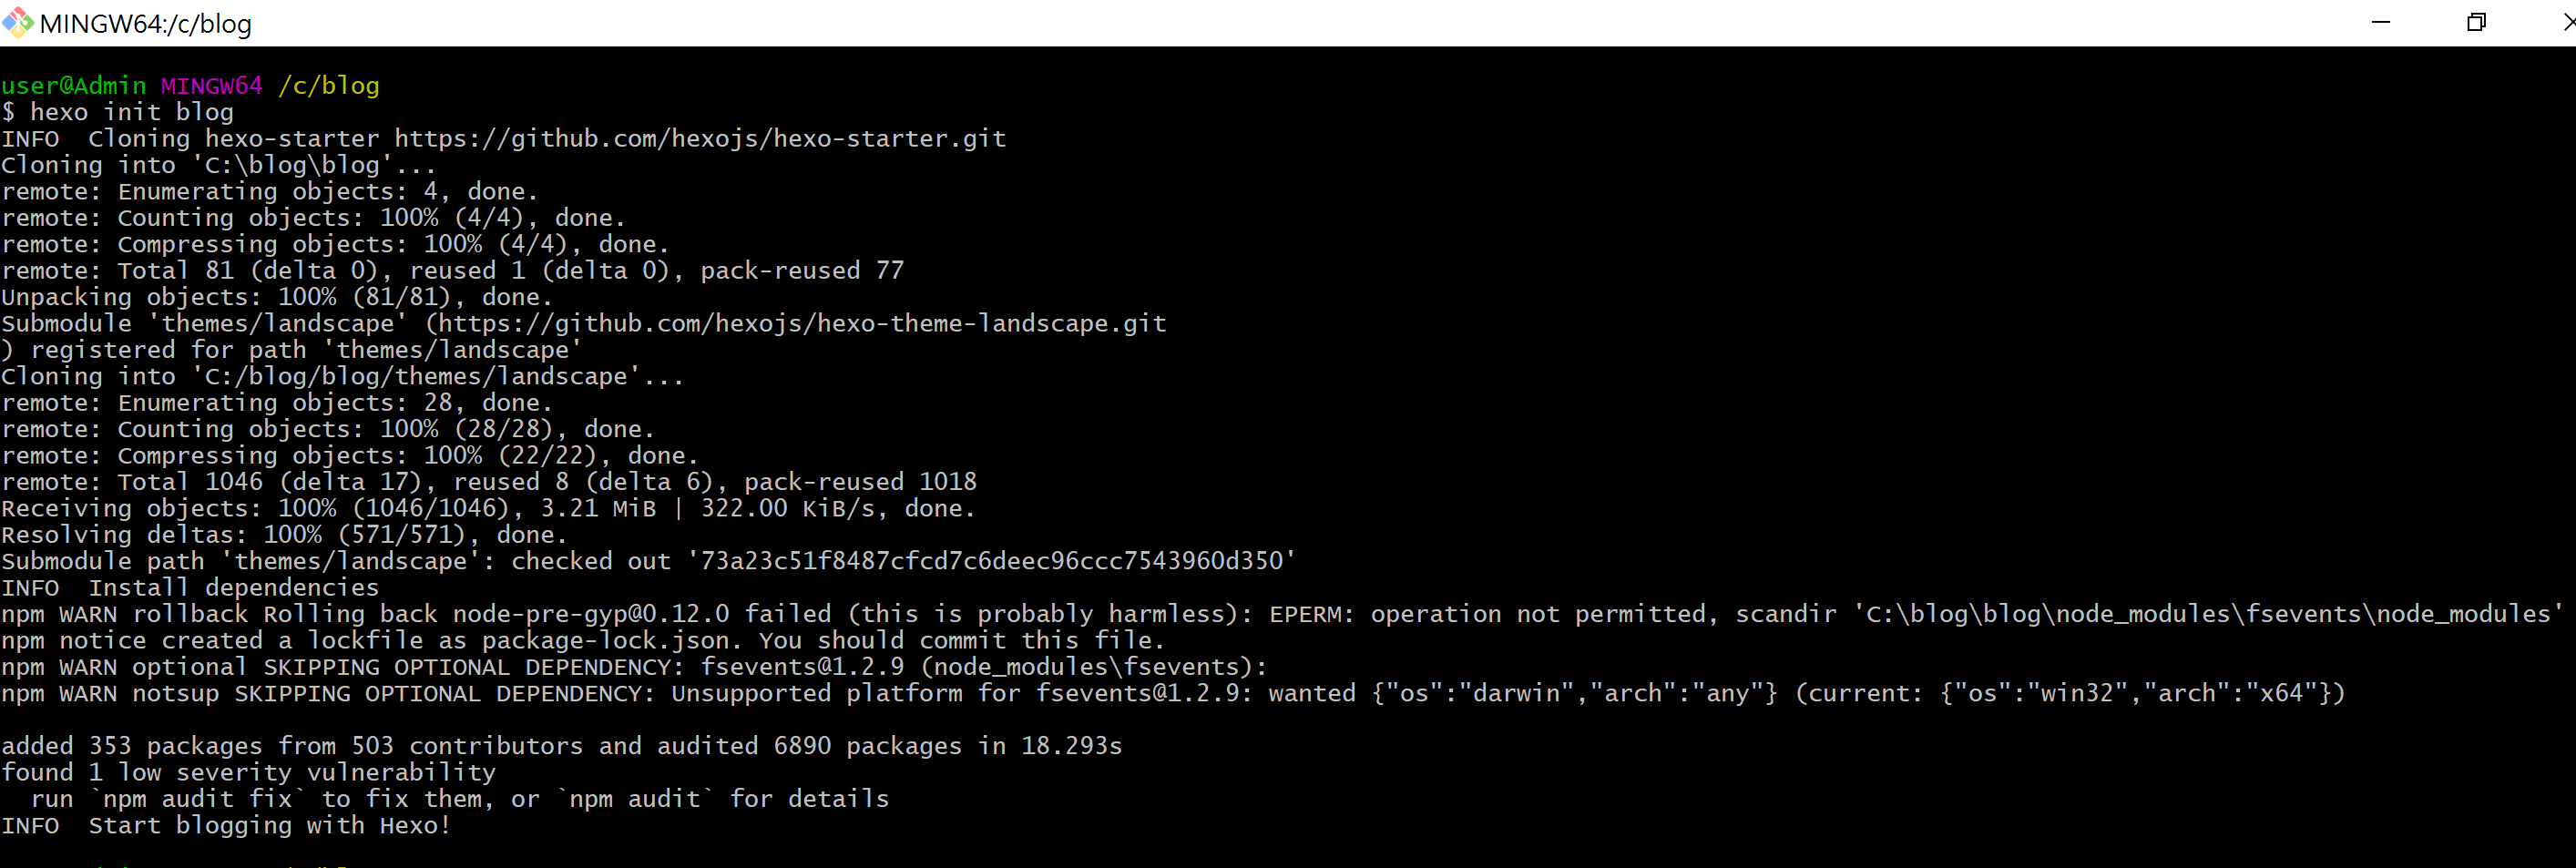 MINGW64:/c/blog
user@Admin MINGW64 /c/blog
$ hexo init blog
INFO  Cloning hexo-starter https://github.com/hexojs/hexo-starter.git
Cloning into 'C:\blog\blog'...
remote: Enumerating objects: 4, done.
remote: Counting objects: 100% (4/4), done.
remote: Compressing objects: 100% (4/4), done.
remote: Total 81 (delta 0), reused 1 (delta 0), pack-reused 77
Unpacking objects: 100% (81/81), done.
Submodule 'themes/landscape' (https://github.com/hexojs/hexo-theme-landscape.git
) registered for path 'themes/landscape'
Cloning into 'C:/blog/blog/themes/landscape'...
remote: Enumerating objects: 28, done.
remote: Counting objects: 100% (28/28), done.
remote: Compressing objects: 100% (22/22), done.
remote: Total 1046 (delta 17), reused 8 (delta 6), pack-reused 1018
Receiving objects: 100% (1046/1046), 3.21 MiB | 322.00 KiB/s, done.
Resolving deltas: 100% (571/571), done.
Submodule path 'themes/landscape': checked out '73a23c51f8487cfcd7c6deec96ccc7543960d350'
INFO  Install dependencies
npm WARN rollback Rolling back node-pre-gyp@0.12.0 failed (this is probably harmless): EPERM: operation not permitted, scandir 'C:\blog\blog\node_modules\fsevents\node_modules'
npm notice created a lockfile as package-lock.json. You should commit this file.
npm WARN optional SKIPPING OPTIONAL DEPENDENCY: fsevents@1.2.9 (node_modules\fsevents):
npm WARN notsup SKIPPING OPTIONAL DEPENDENCY: Unsupported platform for fsevents@1.2.9: wanted {"os":"darwin","arch":"any"} (current: {"os":"win32","arch":"x64"})
added 353 packages from 503 contributors and audited 6890 packages in 18.293s
found 1 low severity vulnerability
  run `npm audit fix` to fix them, or `npm audit` for details
INFO  Start blogging with Hexo!